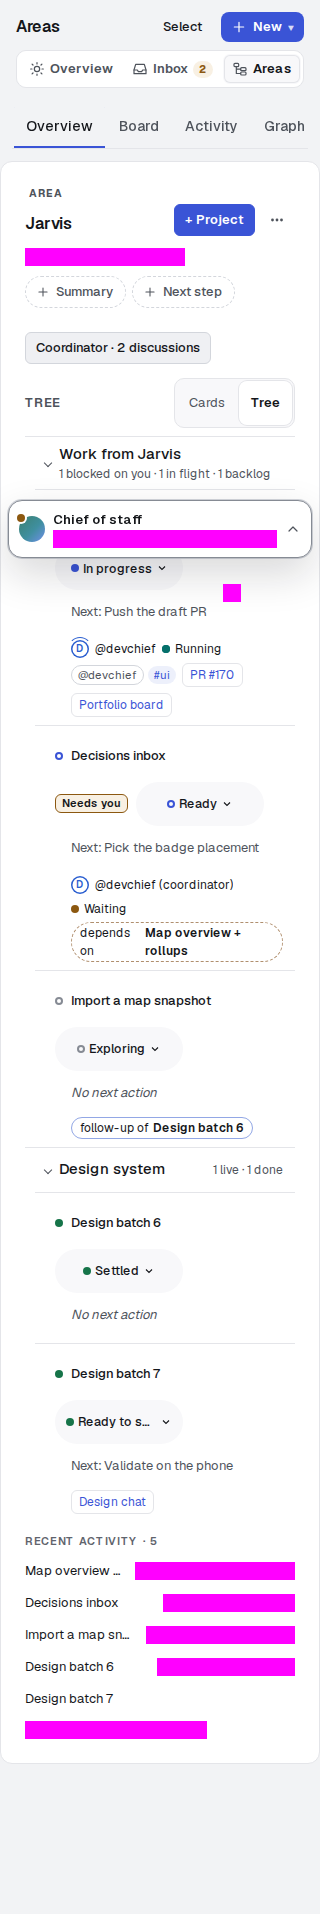 Areas
Select
+ New
Overview
Inbox 2
Areas
Overview
Board
Activity
Graph
AREA
Jarvis
+ Project
+ Summary
+ Next step
Coordinator · 2 discussions
TREE
Cards
Tree
Work from Jarvis
1 blocked on you · 1 in flight · 1 backlog
Chief of staff
In progress
Next: Push the draft PR
D @devchief Running
@devchief #ui PR #170
Portfolio board
Decisions inbox
Needs you
Ready
Next: Pick the badge placement
D @devchief (coordinator)
Waiting
depends on Map overview + rollups
Import a map snapshot
Exploring
No next action
follow-up of Design batch 6
Design system
1 live · 1 done
Design batch 6
Settled
No next action
Design batch 7
Ready to s...
Next: Validate on the phone
Design chat
RECENT ACTIVITY · 5
Map overview ...
Decisions inbox
Import a map sn...
Design batch 6
Design batch 7